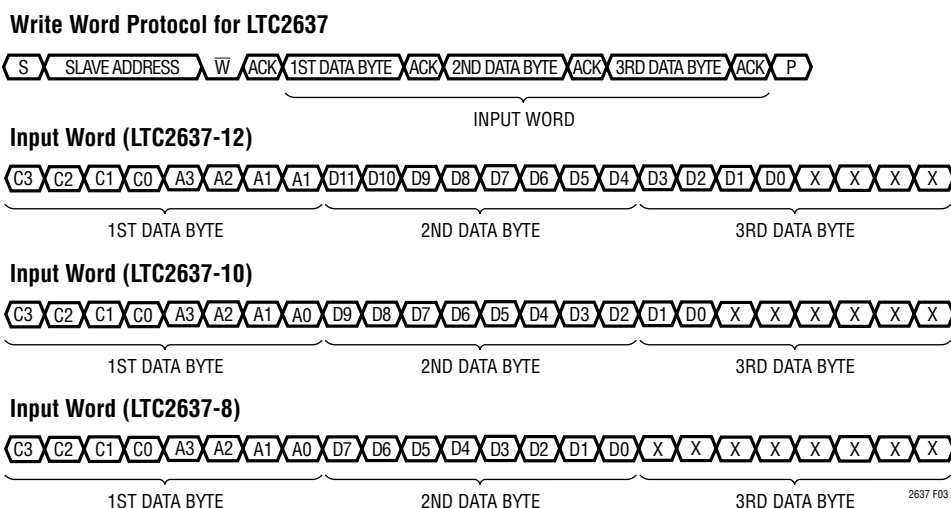 Write Word Protocol for LTC2637
S SLAVE ADDRESS W ACK 1ST DATA BYTE ACK 2ND DATA BYTE ACK 3RD DATA BYTE ACK P
INPUT WORD
Input Word (LTC2637-12)
C3 C2 C1 C0 A3 A2 A1 A1 D11 D10 D9 D8 D7 D6 D5 D4 D3 D2 D1 D0 X X X X
1ST DATA BYTE 2ND DATA BYTE 3RD DATA BYTE
Input Word (LTC2637-10)
C3 C2 C1 C0 A3 A2 A1 A0 D9 D8 D7 D6 D5 D4 D3 D2 D1 D0 X X X X X X
1ST DATA BYTE 2ND DATA BYTE 3RD DATA BYTE
Input Word (LTC2637-8)
C3 C2 C1 C0 A3 A2 A1 A0 D7 D6 D5 D4 D3 D2 D1 D0 X X X X X X X X
1ST DATA BYTE 2ND DATA BYTE 3RD DATA BYTE 2637 F03